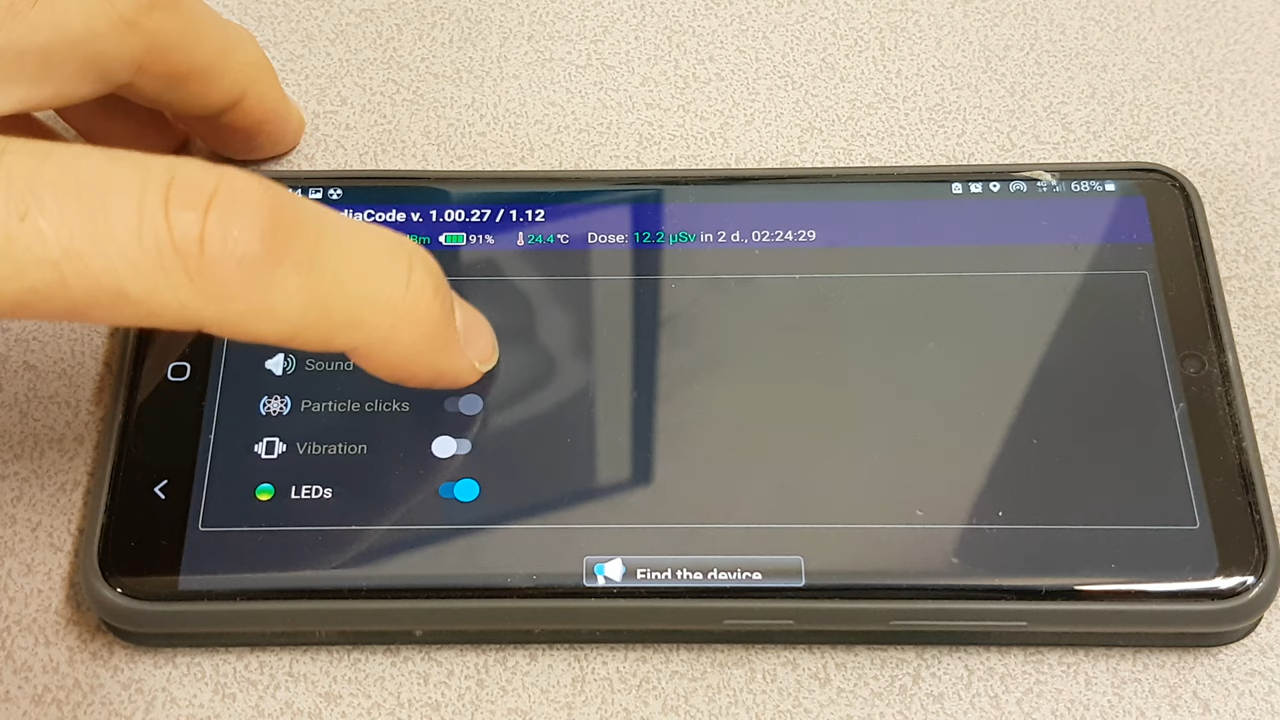 68%
diaCode v. 1.00.27 / 1.12
Bm 91% 24.4°C Dose: 12.2 µSv in 2 d., 02:24:29
Sound
Particle clicks
Vibration
LEDs
Find the device